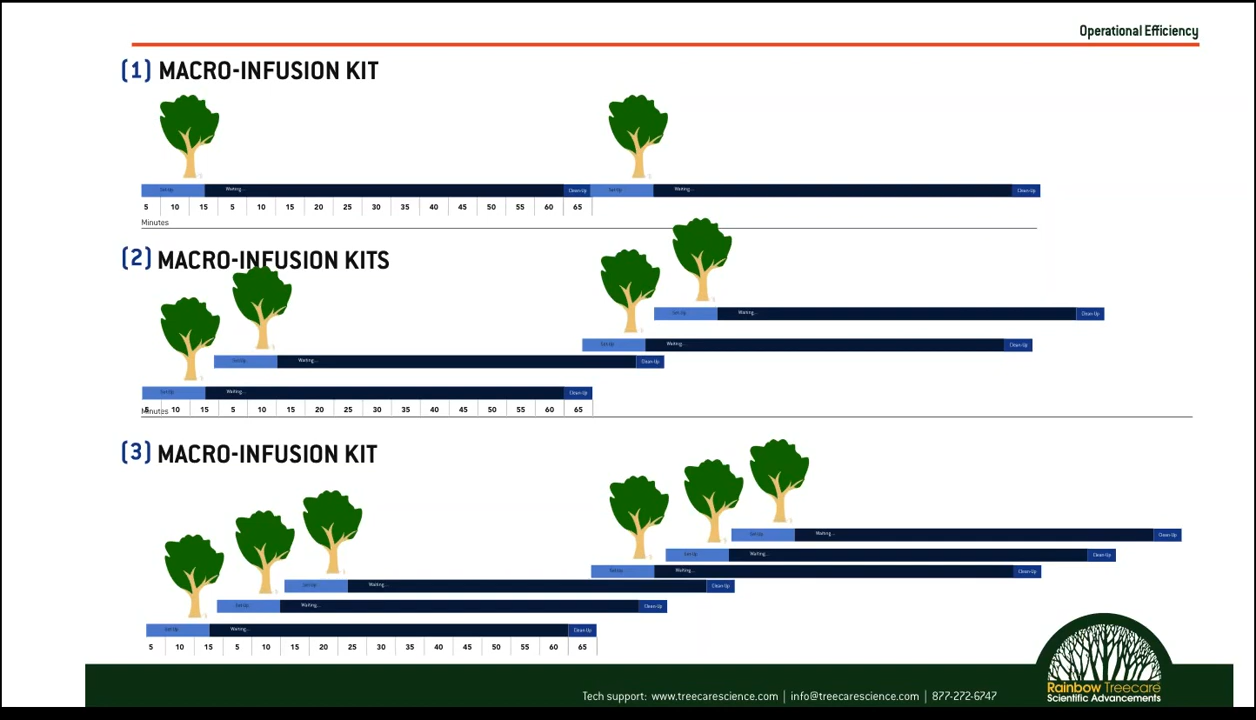 Operational Efficiency
(1) MACRO-INFUSION KIT
Set Up Waiting... Clean Up Set Up Waiting... Clean Up
5 10 15 5 10 15 20 25 30 35 40 45 50 55 60 65
Minutes
(2) MACRO-INFUSION KITS
Set Up Waiting... Clean Up
Set Up Waiting... Clean Up
Set Up Waiting... Clean Up
Set Up Waiting... Clean Up
5 10 15 5 10 15 20 25 30 35 40 45 50 55 60 65
Minutes
(3) MACRO-INFUSION KIT
Set Up Waiting... Clean Up
Set Up Waiting... Clean Up
Set Up Waiting... Clean Up
Set Up Waiting... Clean Up
Set Up Waiting... Clean Up
Set Up Waiting... Clean Up
5 10 15 5 10 15 20 25 30 35 40 45 50 55 60 65
Tech support: www.treecarescience.com | info@treecarescience.com | 877-272-6747
Rainbow Treecare
Scientific Advancements